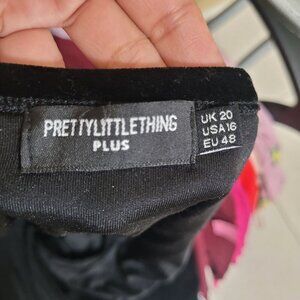 PRETTYLITTLETHING
PLUS
UK 20
USA 16
EU 48